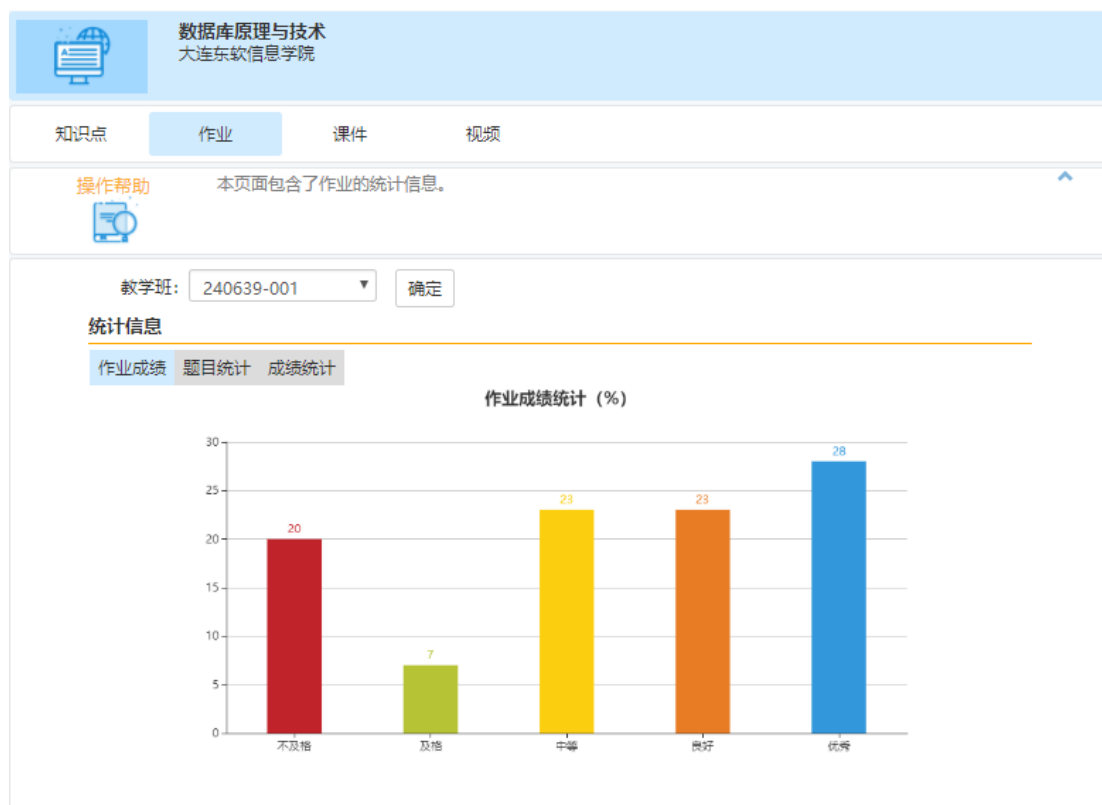 数据库原理与技术
大连东软信息学院
知识点 作业 课件 视频
操作帮助 本页面包含了作业的统计信息。
教学班： 240639-001 确定
统计信息
作业成绩 题目统计 成绩统计
作业成绩统计（%）
30
28
25
23 23
20
20
15
10
7
5
0
不及格 及格 中等 良好 优秀